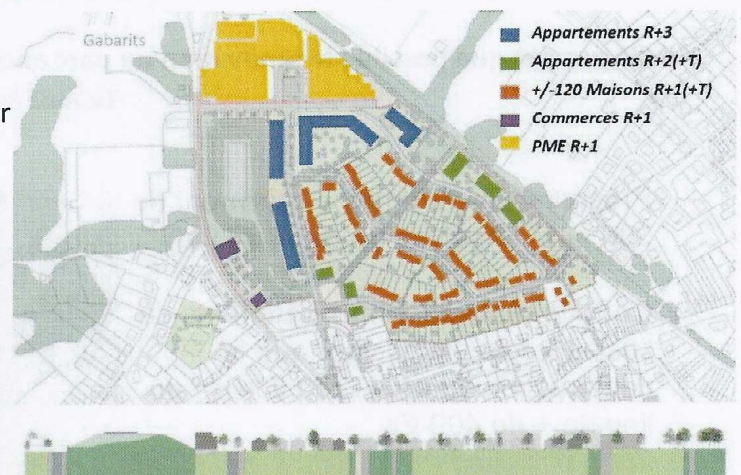 Gabarits
r
Appartements R+3
Appartements R+2(+T)
+/-120 Maisons R+1(+T)
Commerces R+1
PME R+1